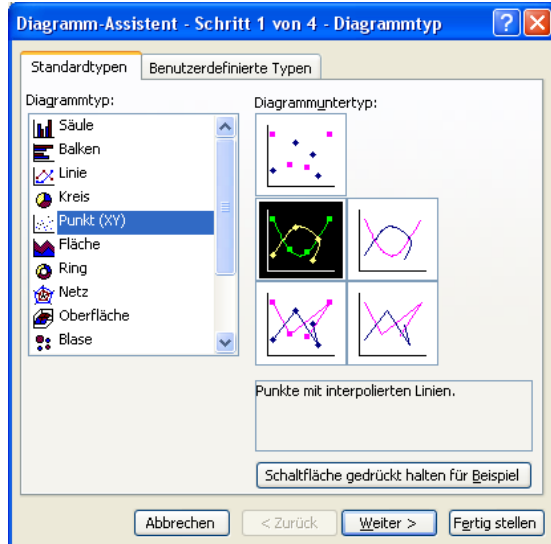 Diagramm-Assistent - Schritt 1 von 4 - Diagrammtyp
Standardtypen
Benutzerdefinierte Typen
Diagrammtyp:
Säule
Balken
Linie
Kreis
Punkt (XY)
Fläche
Ring
Netz
Oberfläche
Blase
Diagrammuntertyp:
Punkte mit interpolierten Linien.
Schaltfläche gedrückt halten für Beispiel
Abbrechen
< Zurück
Weiter >
Fertig stellen